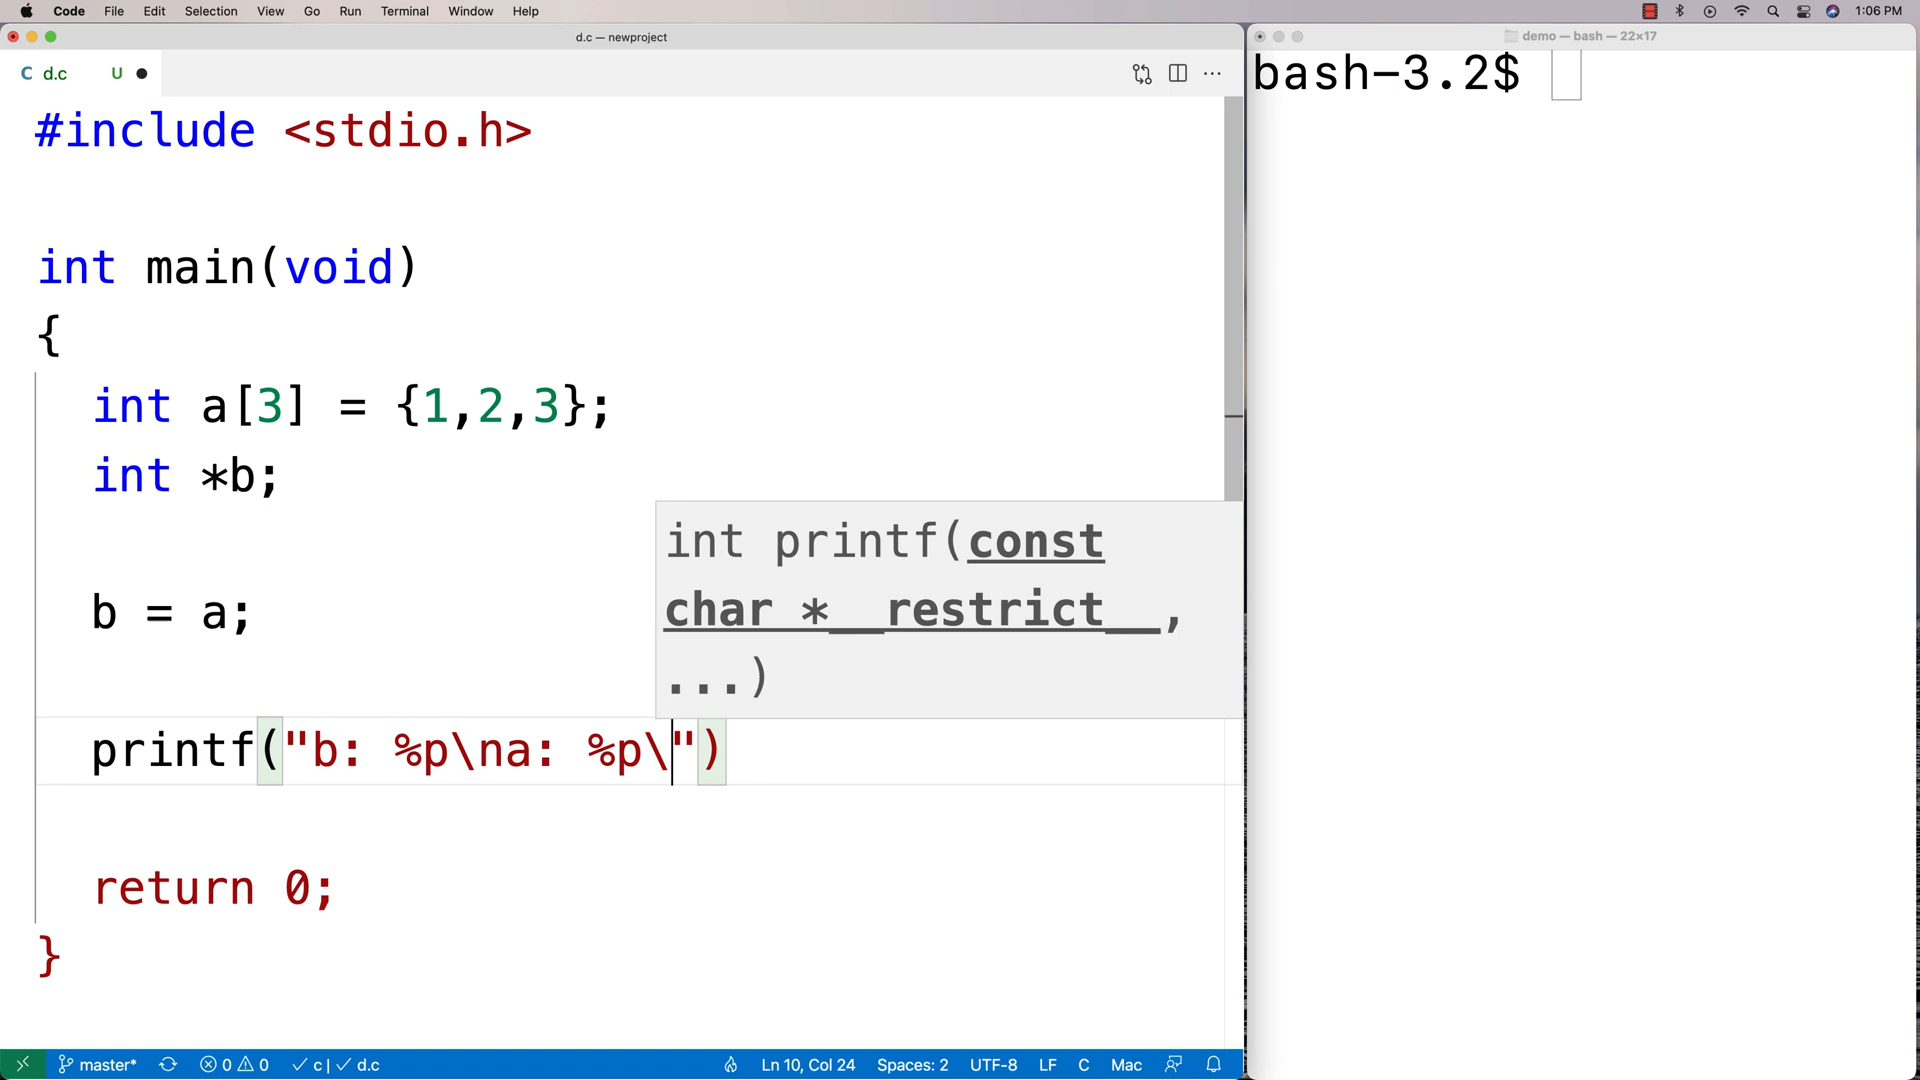 Code File Edit Selection View Go Run Terminal Window Help 1:06 PM
d.c — newproject
C d.c U
#include <stdio.h>
int main(void)
{
int a[3] = {1,2,3};
int *b;
b = a;
int printf(const
char *__restrict__,
...)
printf("b: %p\na: %p\")
return 0;
}
master* 0 0 c | d.c Ln 10, Col 24 Spaces: 2 UTF-8 LF C Mac
demo — bash — 22×17
bash-3.2$